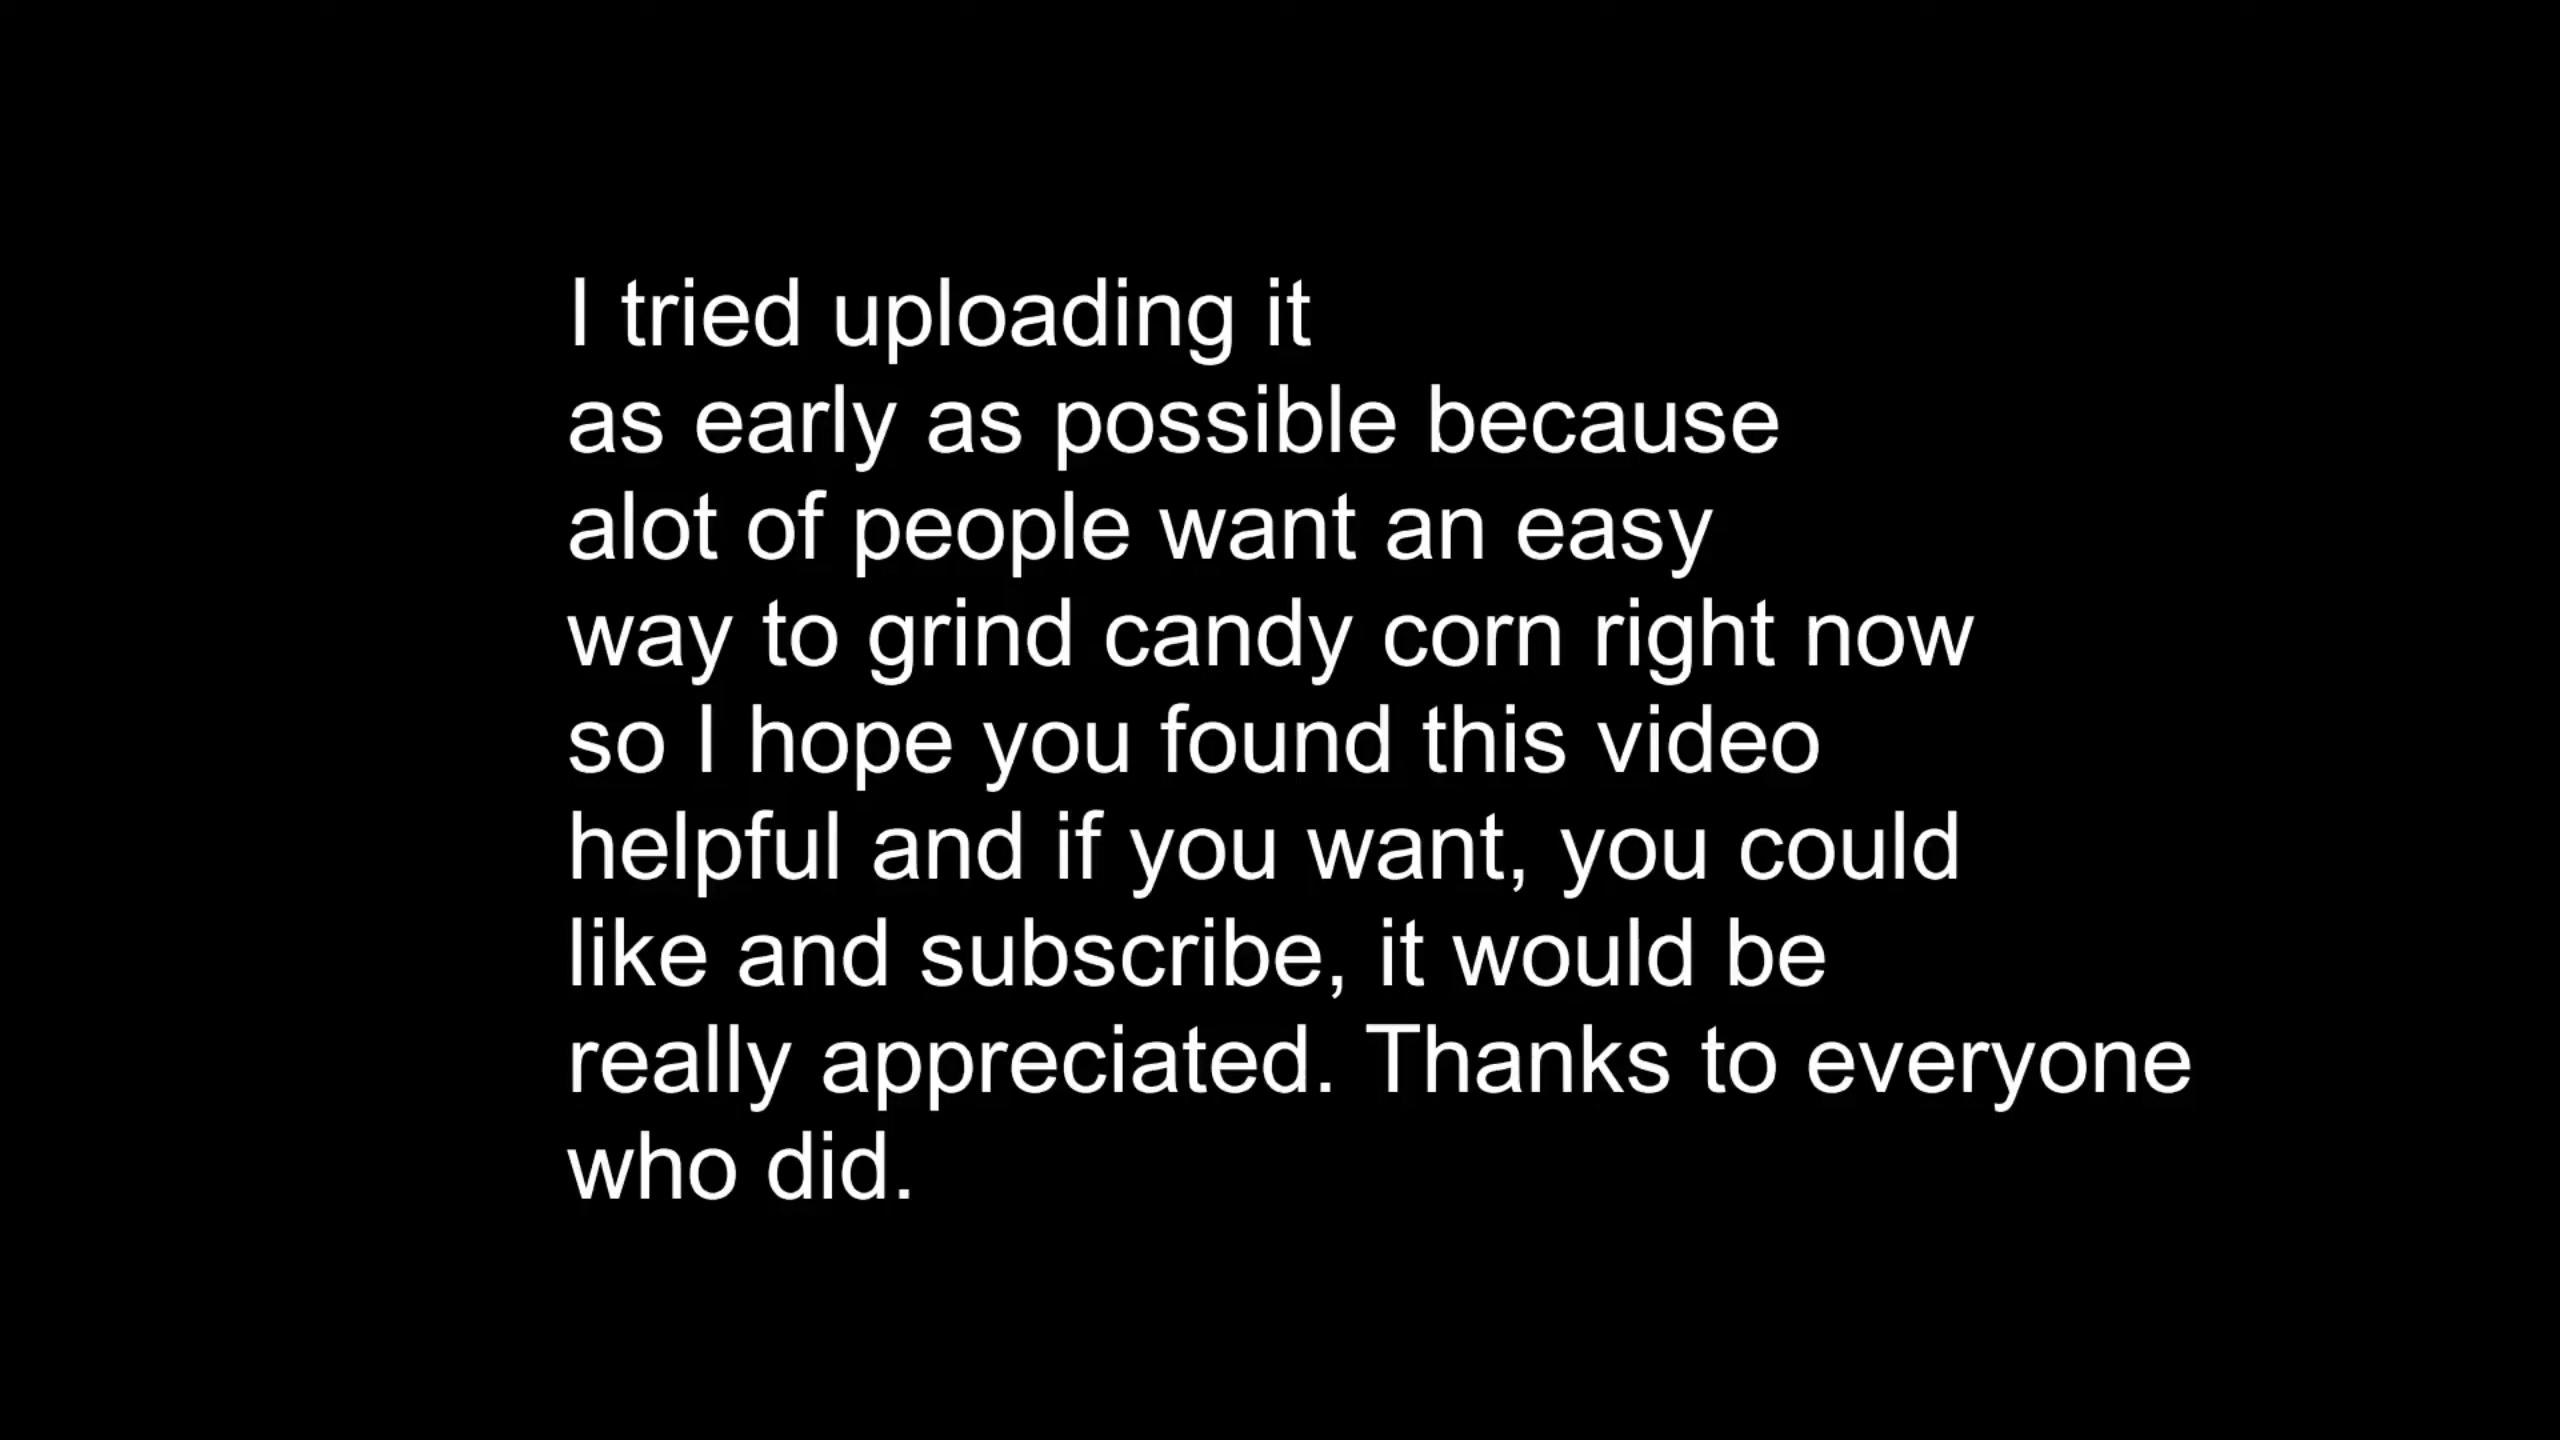 I tried uploading it
as early as possible because
alot of people want an easy
way to grind candy corn right now
so I hope you found this video
helpful and if you want, you could
like and subscribe, it would be
really appreciated. Thanks to everyone
who did.